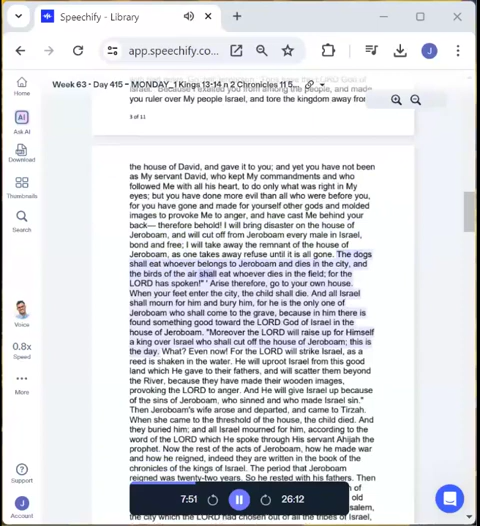 Speechify - Library
app.speechify.co...
Week 63 - Day 415 – MONDAY_1 Kings 13-14 n 2 Chronicles 11 5...
Israel: "Because I exalted you from among the people, and made
you ruler over My people Israel, and tore the kingdom away from
3 of 11
the house of David, and gave it to you; and yet you have not been
as My servant David, who kept My commandments and who
followed Me with all his heart, to do only what was right in My
eyes; but you have done more evil than all who were before you,
for you have gone and made for yourself other gods and molded
images to provoke Me to anger, and have cast Me behind your
back— therefore behold! I will bring disaster on the house of
Jeroboam, and will cut off from Jeroboam every male in Israel,
bond and free; I will take away the remnant of the house of
Jeroboam, as one takes away refuse until it is all gone. The dogs
shall eat whoever belongs to Jeroboam and dies in the city, and
the birds of the air shall eat whoever dies in the field; for the
LORD has spoken!" ' Arise therefore, go to your own house.
When your feet enter the city, the child shall die. And all Israel
shall mourn for him and bury him, for he is the only one of
Jeroboam who shall come to the grave, because in him there is
found something good toward the LORD God of Israel in the
house of Jeroboam. "Moreover the LORD will raise up for Himself
a king over Israel who shall cut off the house of Jeroboam; this is
the day. What? Even now! For the LORD will strike Israel, as a
reed is shaken in the water. He will uproot Israel from this good
land which He gave to their fathers, and will scatter them beyond
the River, because they have made their wooden images,
provoking the LORD to anger. And He will give Israel up because
of the sins of Jeroboam, who sinned and who made Israel sin."
Then Jeroboam's wife arose and departed, and came to Tirzah.
When she came to the threshold of the house, the child died. And
they buried him; and all Israel mourned for him, according to the
word of the LORD which He spoke through His servant Ahijah the
prophet. Now the rest of the acts of Jeroboam, how he made war
and how he reigned, indeed they are written in the book of the
chronicles of the kings of Israel. The period that Jeroboam
reigned was twenty-two years. So he rested with his fathers. Then
n of
old
salem,
the city which the LORD had chosen out of all the tribes of Israel,
Home
AI
Ask AI
Download
Thumbnails
Search
Voice
0.8x
Speed
More
Support
Account
7:51
26:12
J
J